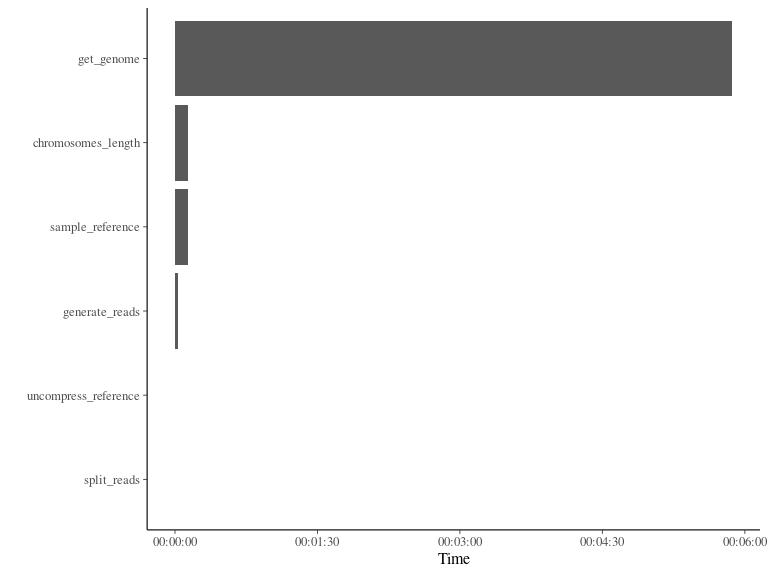 get_genome
chromosomes_length
sample_reference
generate_reads
uncompress_reference
split_reads
00:00:00 00:01:30 00:03:00 00:04:30 00:06:00
Time